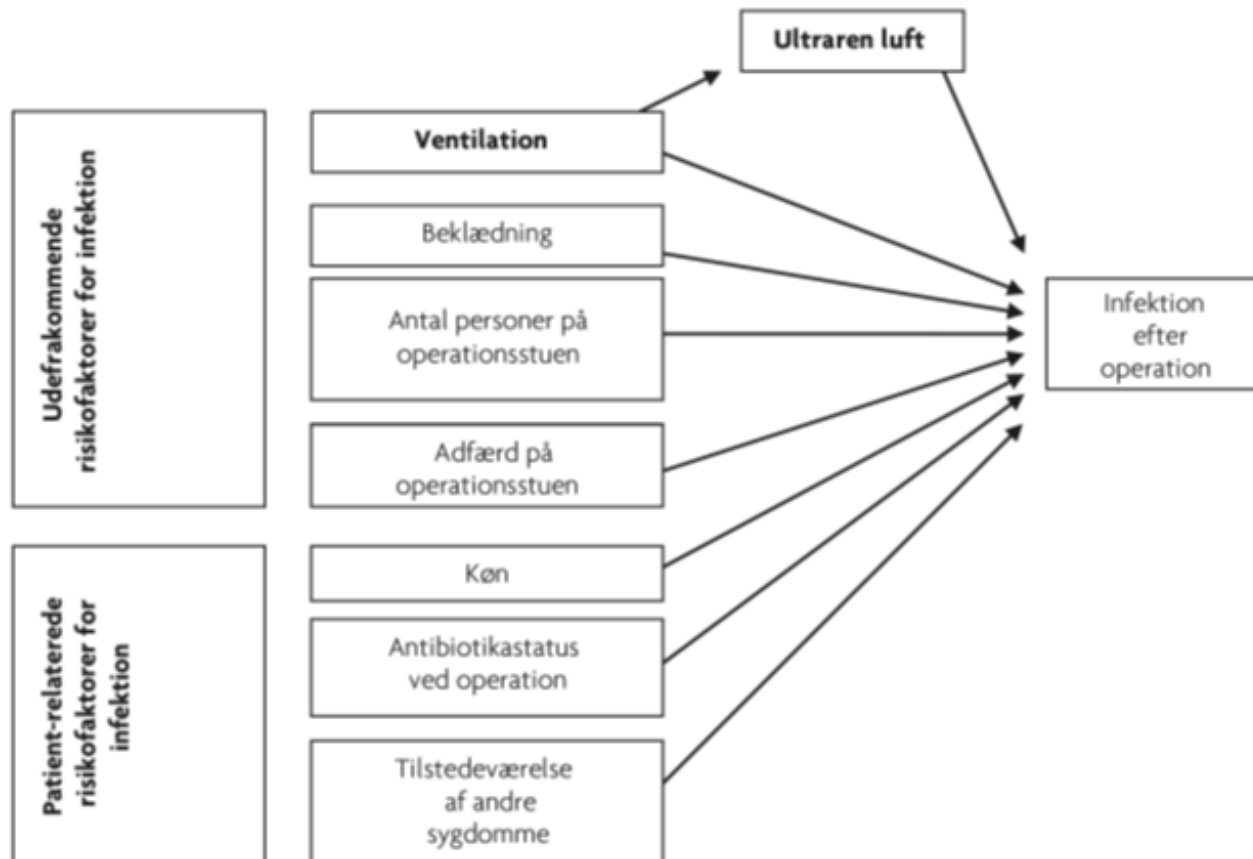 Ultraren luft
Udefrakommende
risikofaktorer for infektion
Ventilation
Beklædning
Antal personer på
operationsstuen
Adfærd på
operationsstuen
Infektion
efter
operation
Patient-relaterede
risikofaktorer for
infektion
Køn
Antibiotikastatus
ved operation
Tilstedeværelse
af andre
sygdomme